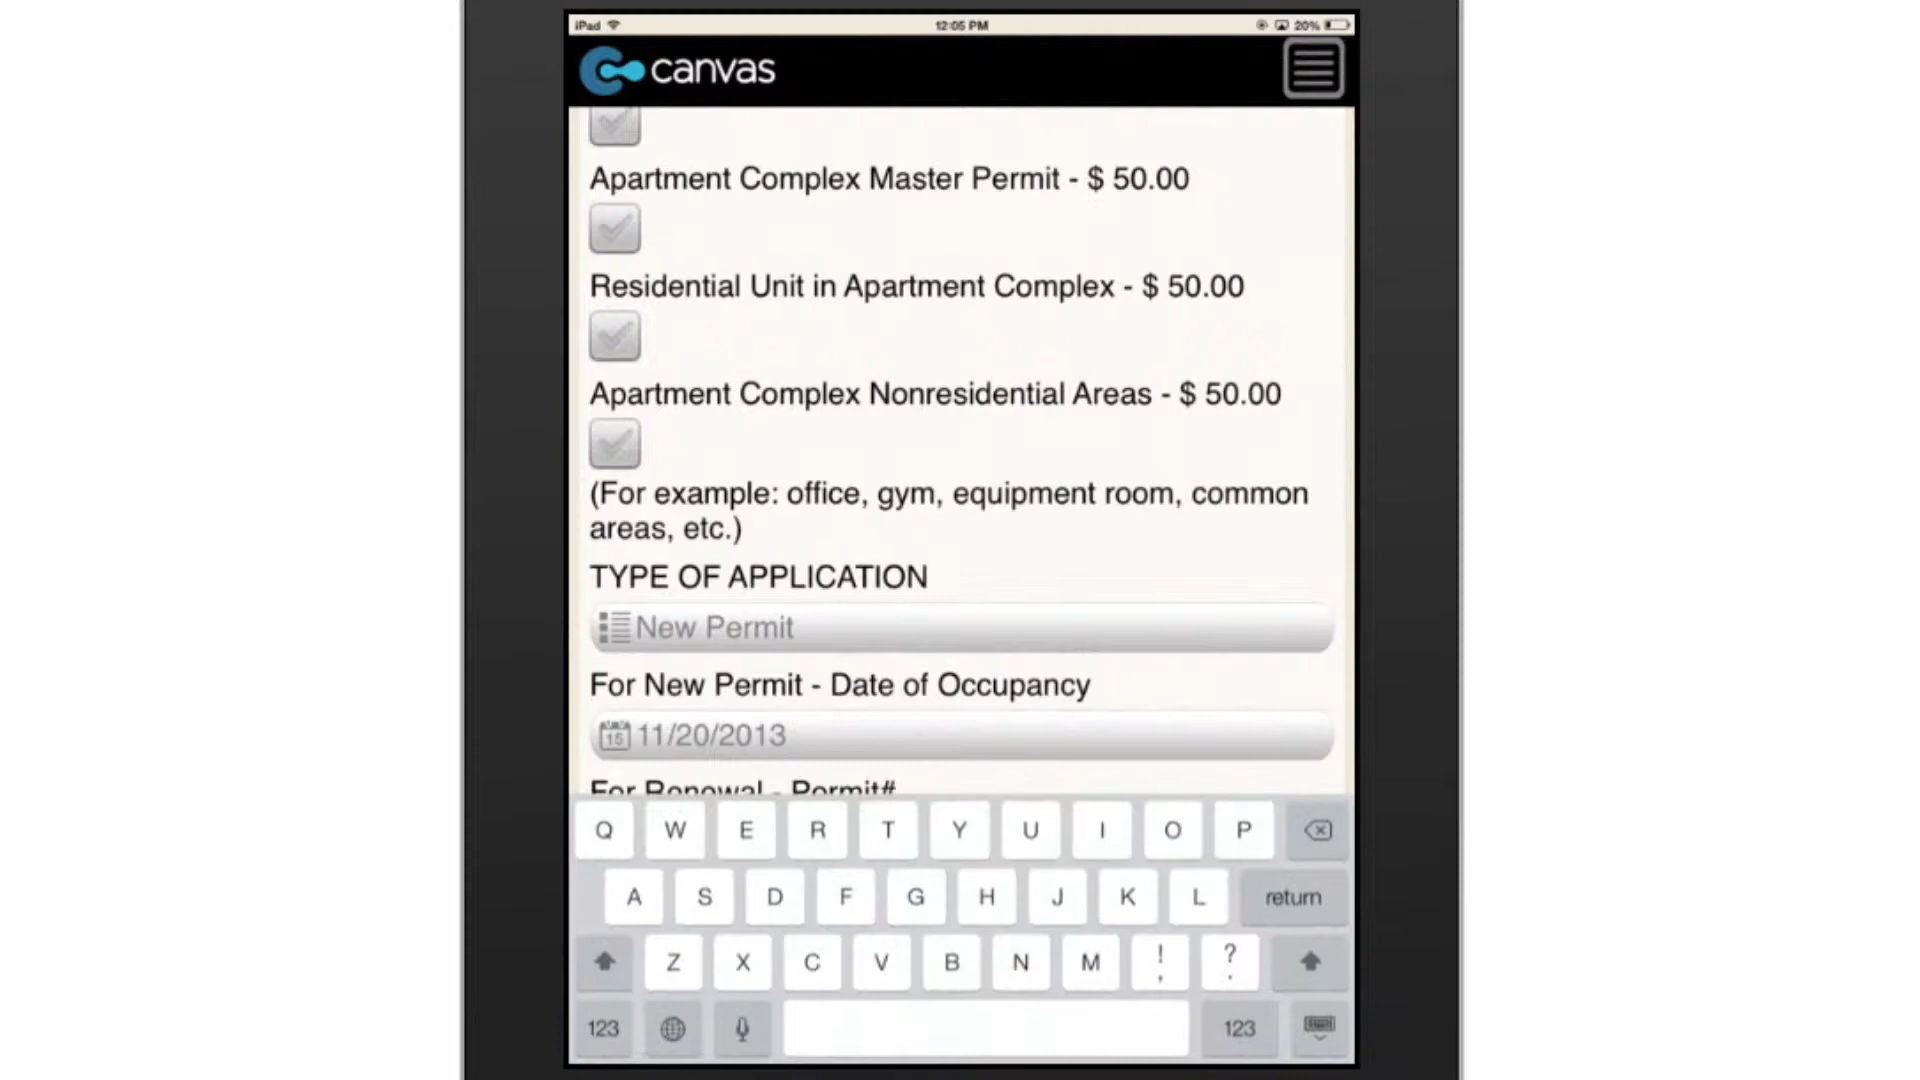 iPad 12:05 PM 20%
canvas
Apartment Complex Master Permit - $ 50.00
Residential Unit in Apartment Complex - $ 50.00
Apartment Complex Nonresidential Areas - $ 50.00
(For example: office, gym, equipment room, common
areas, etc.)
TYPE OF APPLICATION
New Permit
For New Permit - Date of Occupancy
15 11/20/2013
For Renewal - Permit#
Q W E R T Y U I O P
A S D F G H J K L return
Z X C V B N M ! , ? .
123 123